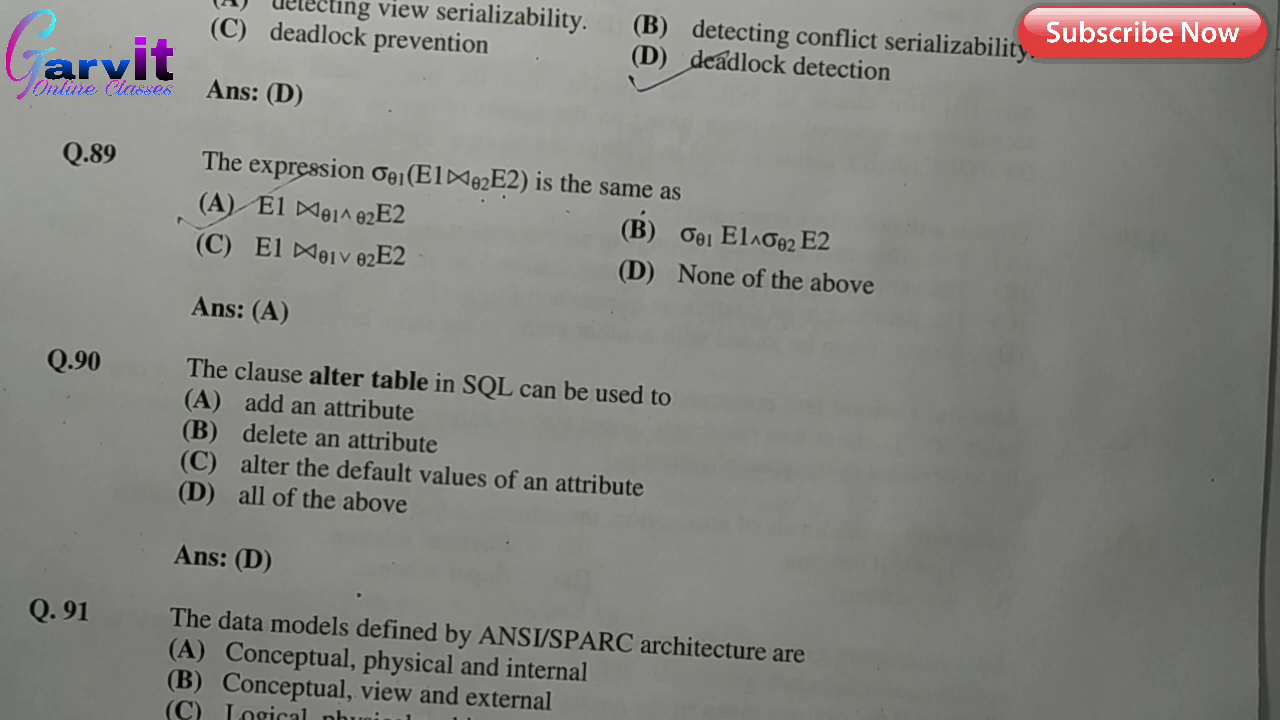 Garvit
Online Classes
Subscribe Now
(A) detecting view serializability. (B) detecting conflict serializability.
(C) deadlock prevention (D) deadlock detection
Ans: (D)
Q.89 The expression σθ1(E1⋈θ2E2) is the same as
(A) E1 ⋈θ1∧θ2E2 (B) σθ1 E1∧σθ2 E2
(C) E1 ⋈θ1∨θ2E2 (D) None of the above
Ans: (A)
Q.90 The clause alter table in SQL can be used to
(A) add an attribute
(B) delete an attribute
(C) alter the default values of an attribute
(D) all of the above
Ans: (D)
Q. 91 The data models defined by ANSI/SPARC architecture are
(A) Conceptual, physical and internal
(B) Conceptual, view and external
(C) Logical,